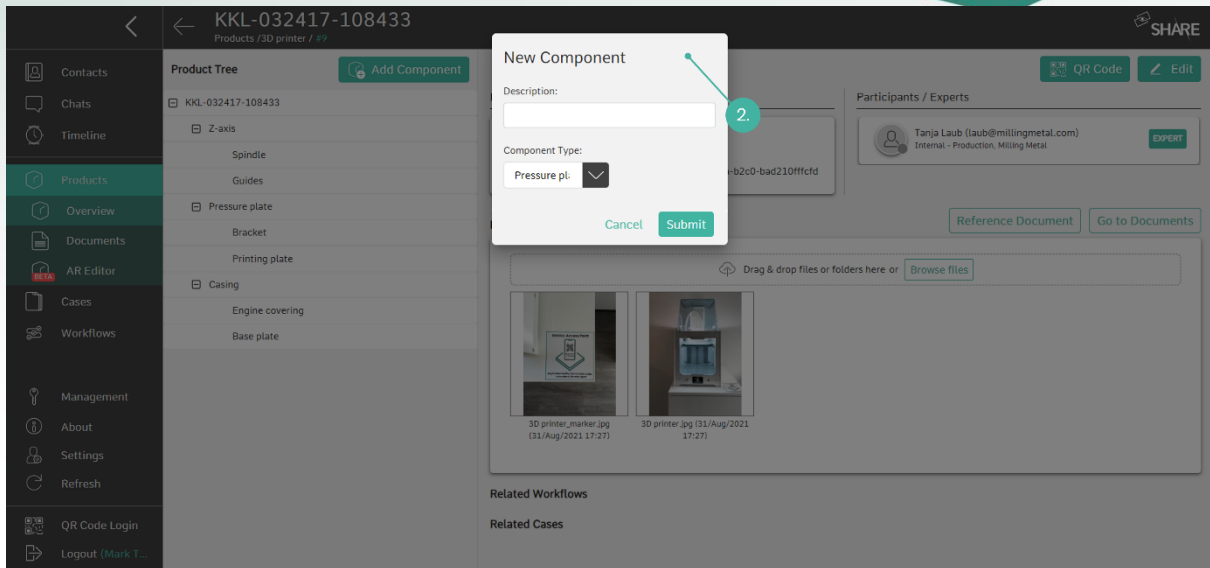 KKL-032417-108433
Products /3D printer / #9
SHARE
Contacts
Chats
Timeline
Products
Overview
Documents
BETA
AR Editor
Cases
Workflows
Management
About
Settings
Refresh
QR Code Login
Logout (Mark T...
Product Tree
Add Component
KKL-032417-108433
Z-axis
Spindle
Guides
Pressure plate
Bracket
Printing plate
Casing
Engine covering
Base plate
New Component
2.
Description:
Component Type:
Pressure pl
Cancel
Submit
QR Code
Edit
Participants / Experts
Tanja Laub (laub@millingmetal.com)
Internal - Production, Milling Metal
EXPERT
-b2c0-bad210fffcfd
Reference Document
Go to Documents
Drag & drop files or folders here or
Browse files
3D printer_marker.jpg
(31/Aug/2021 17:27)
3D printer.jpg (31/Aug/2021
17:27)
Related Workflows
Related Cases